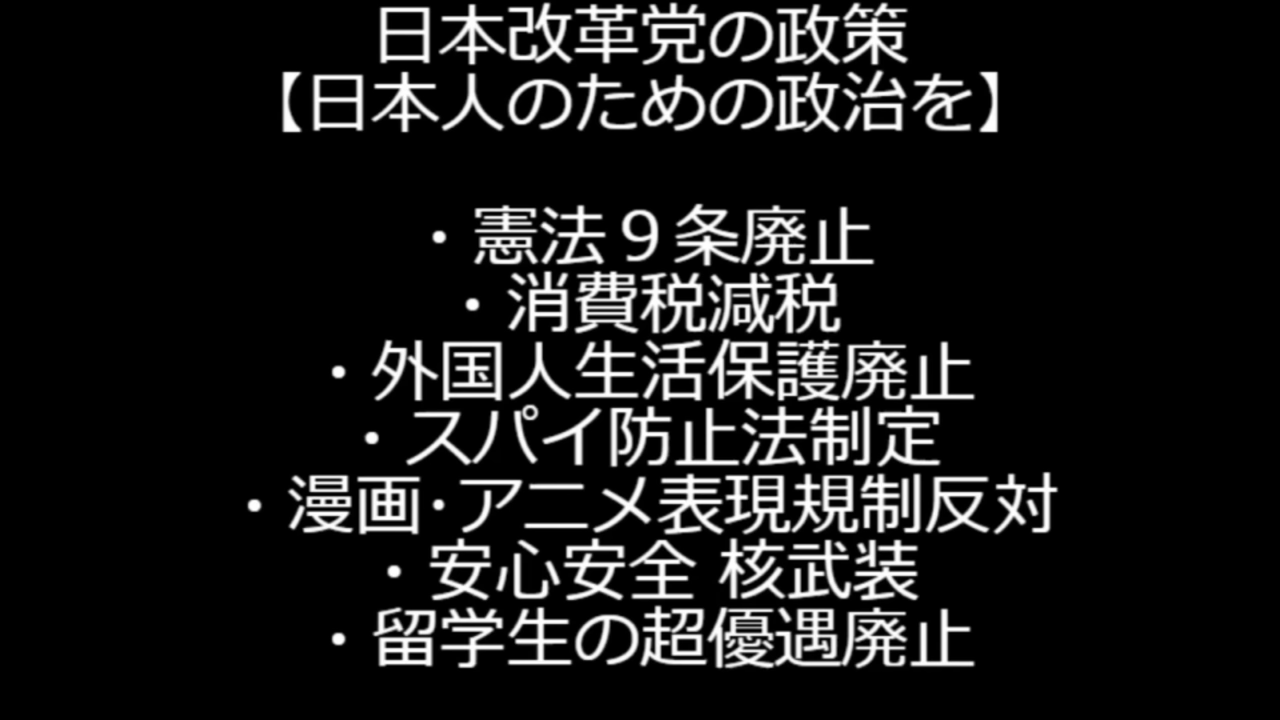 日本改革党の政策
【日本人のための政治を】
・憲法９条廃止
・消費税減税
・外国人生活保護廃止
・スパイ防止法制定
・漫画･アニメ表現規制反対
・安心安全 核武装
・留学生の超優遇廃止